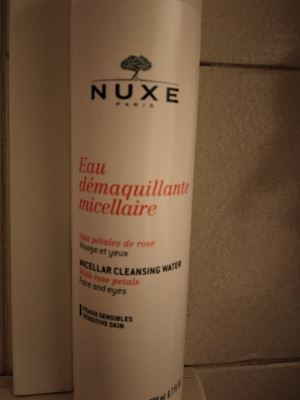 NUXE
PARIS
Eau
démaquillante
micellaire
Aux pétales de rose
Visage et yeux
MICELLAR CLEANSING WATER
With rose petals
Face and eyes
PEAUX SENSIBLES
SENSITIVE SKIN